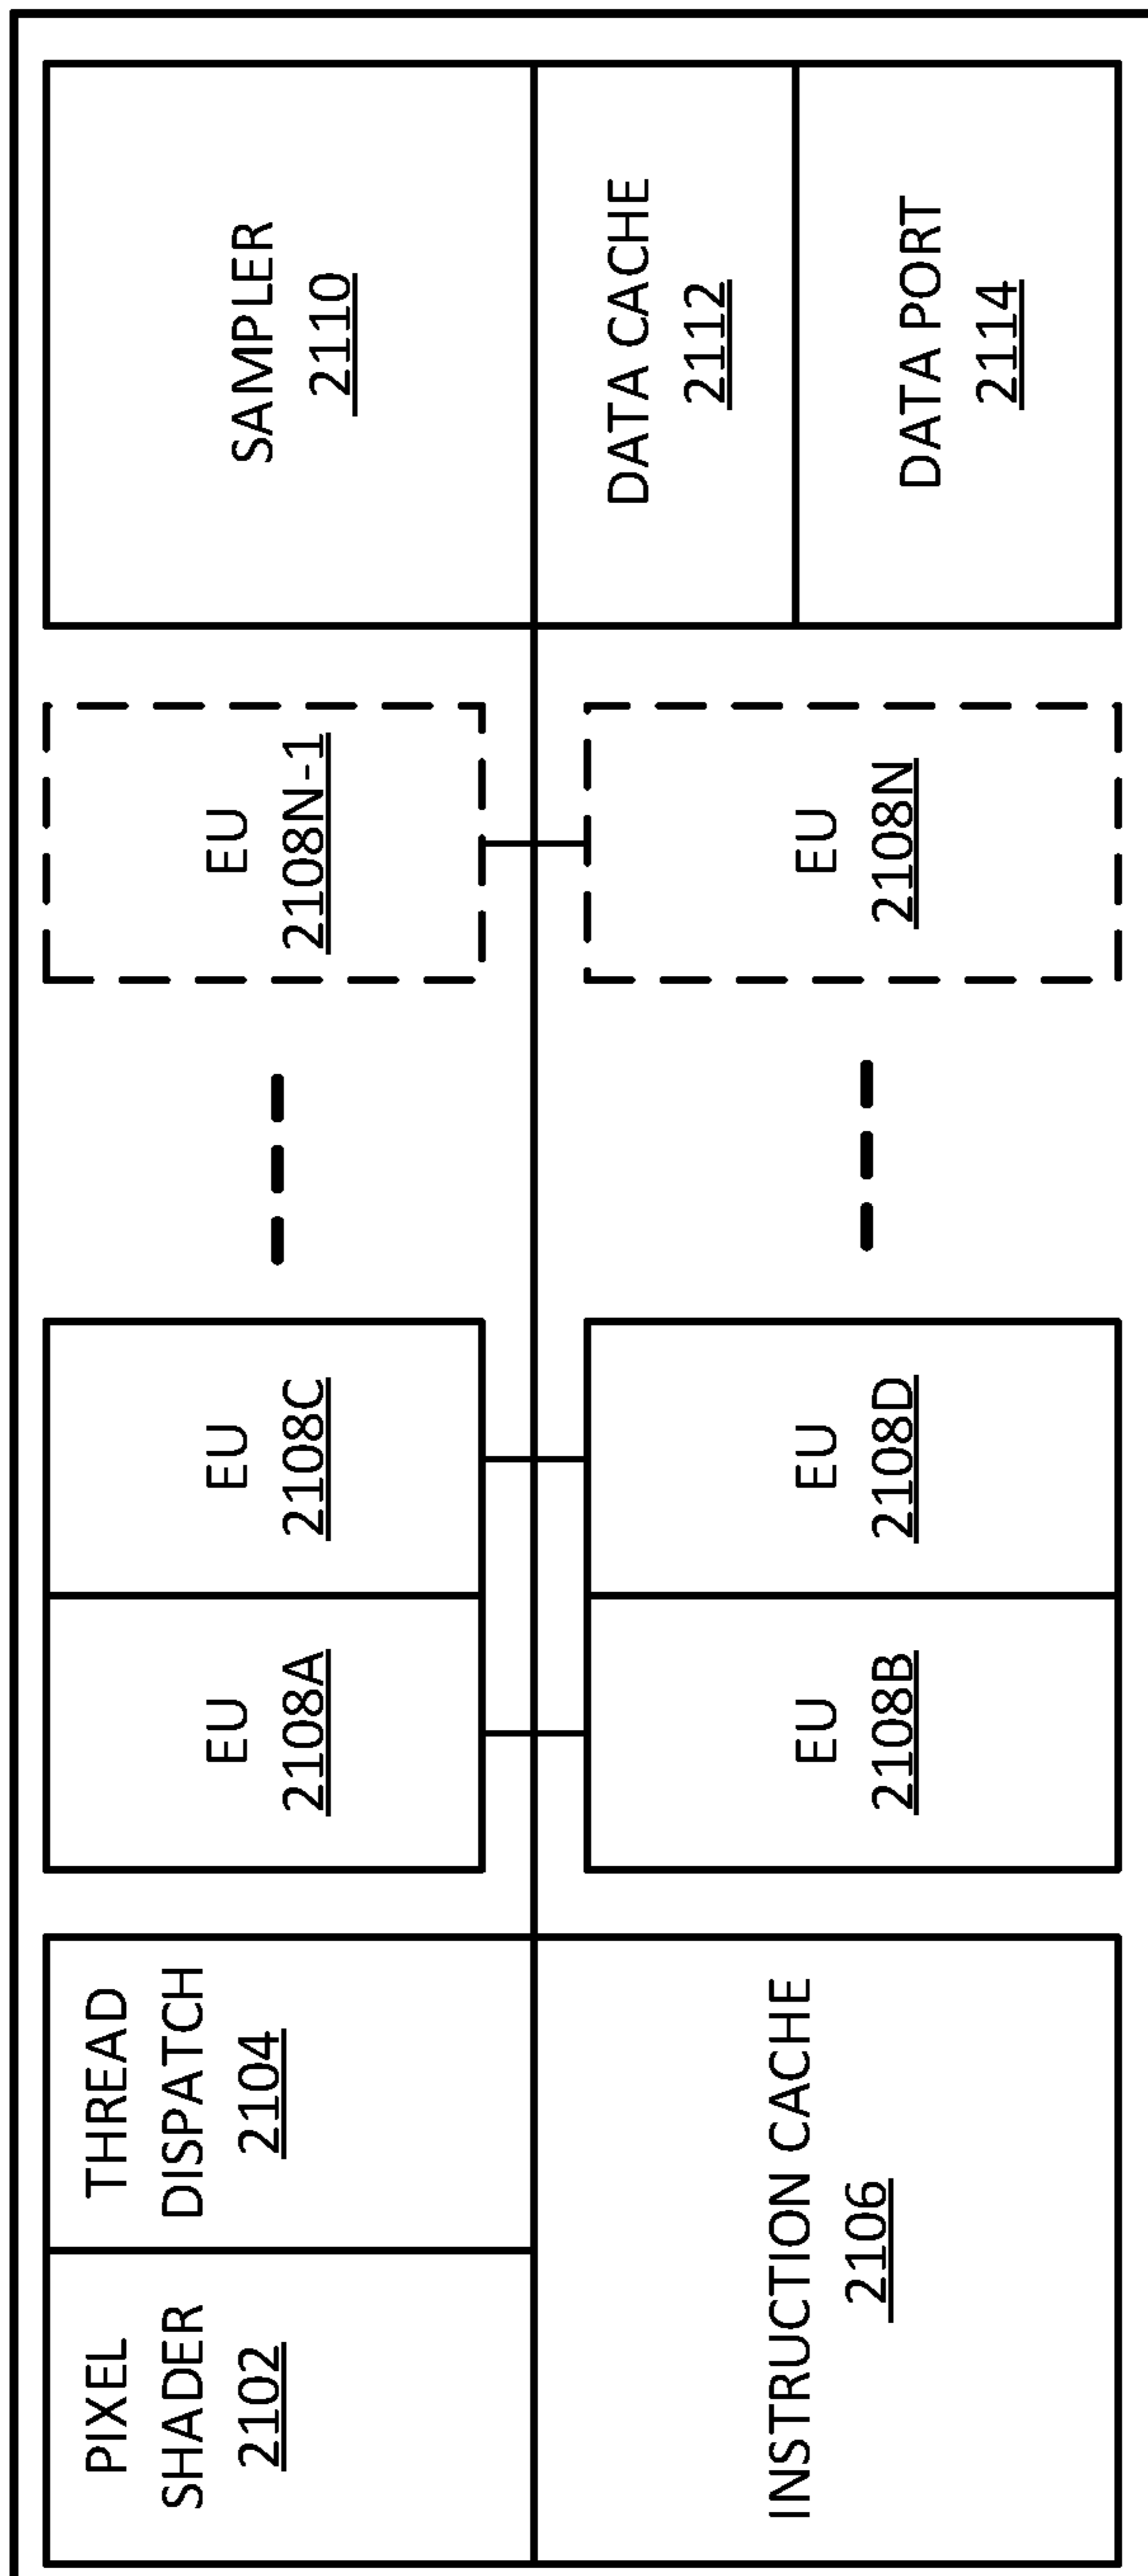 PIXEL
SHADER
2102
THREAD
DISPATCH
2104
INSTRUCTION CACHE
2106
EU
2108A
EU
2108C
EU
2108B
EU
2108D
EU
2108N-1
EU
2108N
SAMPLER
2110
DATA CACHE
2112
DATA PORT
2114